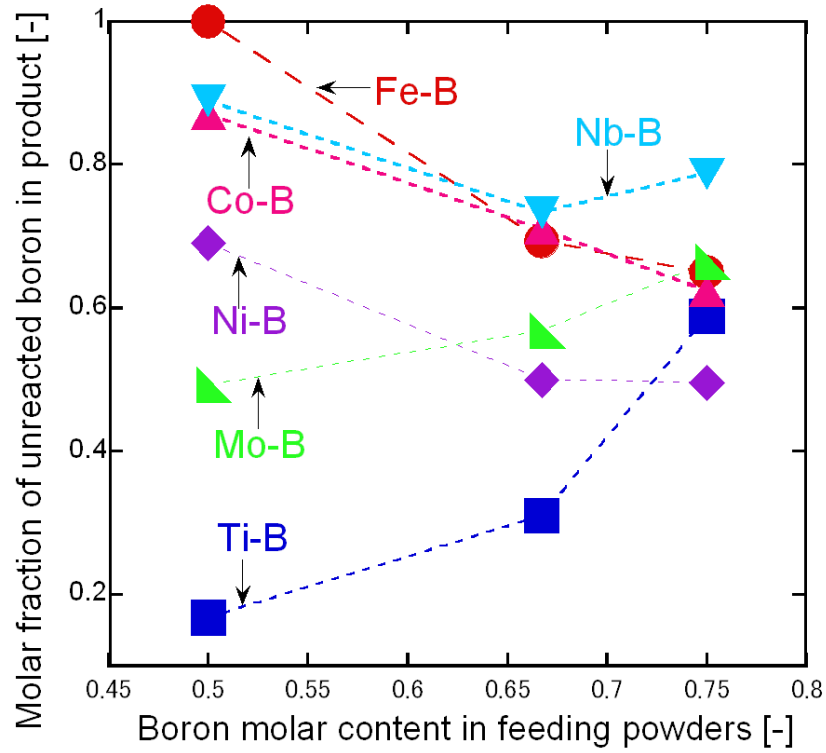 Molar fraction of unreacted boron in product [-]
1
0.8
0.6
0.4
0.2
Fe-B
Nb-B
Co-B
Ni-B
Mo-B
Ti-B
0.45 0.5 0.55 0.6 0.65 0.7 0.75 0.8
Boron molar content in feeding powders [-]